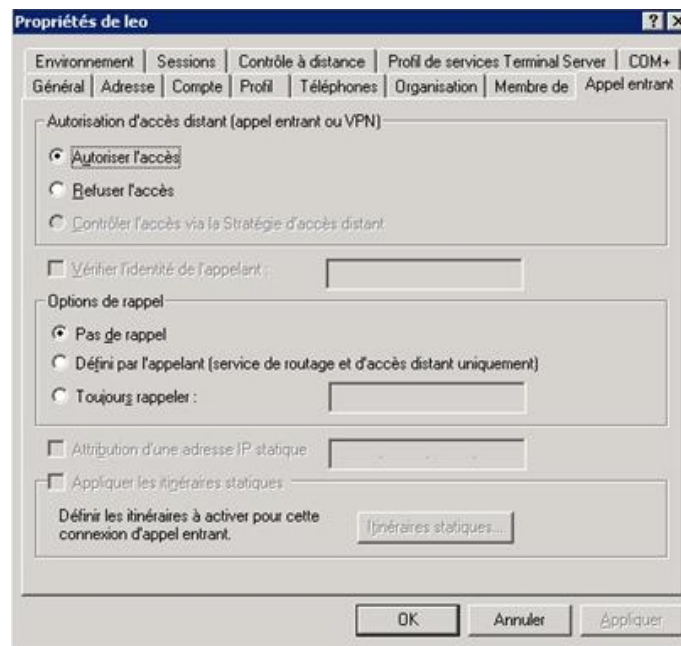 Propriétés de leo
Environnement Sessions Contrôle à distance Profil de services Terminal Server COM+
Général Adresse Compte Profil Téléphones Organisation Membre de Appel entrant
Autorisation d'accès distant (appel entrant ou VPN)
Autoriser l'accès
Refuser l'accès
Contrôler l'accès via la Stratégie d'accès distant
Vérifier l'identité de l'appelant :
Options de rappel
Pas de rappel
Défini par l'appelant (service de routage et d'accès distant uniquement)
Toujours rappeler :
Attribution d'une adresse IP statique
Appliquer les itinéraires statiques
Définir les itinéraires à activer pour cette
connexion d'appel entrant.
Itinéraires statiques...
OK Annuler Appliquer